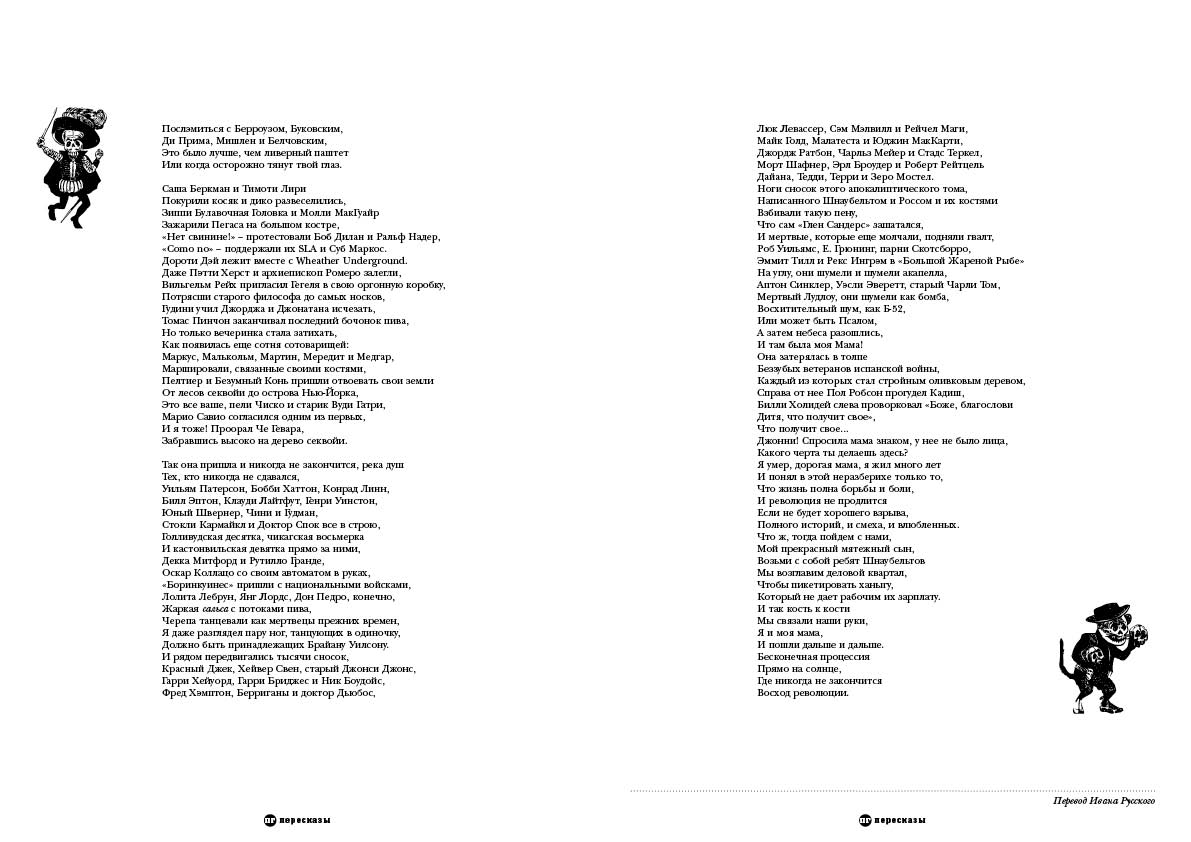 Послэмиться с Берроузом, Буковским,
Ди Прима, Мишлен и Белчовским,
Это было лучше, чем ливерный паштет
Или когда осторожно тянут твой глаз.
Саша Беркман и Тимоти Лири
Покурили косяк и дико развеселились,
Зиппи Булавочная Головка и Молли МакГуайр
Зажарили Пегаса на большом костре,
«Нет свинине!» – протестовали Боб Дилан и Ральф Надер,
«Como no» – поддержали их SLA и Суб Маркос.
Дороти Дэй лежит вместе с Wheather Underground.
Даже Пэтти Херст и архиепископ Ромеро залегли,
Вильгельм Рейх пригласил Гегеля в свою оргонную коробку,
Потрясши старого философа до самых носков,
Гудини учил Джорджа и Джонатана исчезать,
Томас Пинчон заканчивал последний бочонок пива,
Но только вечеринка стала затихать,
Как появилась еще сотня сотоварищей:
Маркус, Малькольм, Мартин, Мередит и Медгар,
Маршировали, связанные своими костями,
Пелтиер и Безумный Конь пришли отвоевать свои земли
От лесов секвойи до острова Нью-Йорка,
Это все ваше, пели Чиско и старик Вуди Гатри,
Марио Савио согласился одним из первых,
И я тоже! Проорал Че Гевара,
Забравшись высоко на дерево секвойи.
Так она пришла и никогда не закончится, река душ
Тех, кто никогда не сдавался,
Уильям Патерсон, Бобби Хаттон, Конрад Линн,
Билл Эптон, Клауди Лайтфут, Генри Уинстон,
Юный Швернер, Чини и Гудман,
Стокли Кармайкл и Доктор Спок все в строю,
Голливудская десятка, чикагская восьмерка
И кастонвильская девятка прямо за ними,
Декка Митфорд и Рутилло Гранде,
Оскар Коллацо со своим автоматом в руках,
«Боринкуинес» пришли с национальными войсками,
Лолита Лебрун, Янг Лордс, Дон Педро, конечно,
Жаркая сальса с потоками пива,
Черепа танцевали как мертвецы прежних времен,
Я даже разглядел пару ног, танцующих в одиночку,
Должно быть принадлежащих Брайану Уилсону.
И рядом передвигались тысячи сносок,
Красный Джек, Хейвер Свен, старый Джонси Джонс,
Гарри Хейуорд, Гарри Бриджес и Ник Боудойс,
Фред Хэмптон, Берриганы и доктор Дьюбос,
Люк Левассер, Сэм Мэлвилл и Рейчел Маги,
Майк Голд, Малатеста и Юджин МакКарти,
Джордж Ратбон, Чарльз Мейер и Стадс Теркел,
Морт Шафнер, Эрл Броудер и Роберт Рейтцель
Дайана, Тедди, Терри и Зеро Мостел.
Ноги сносок этого апокалиптического тома,
Написанного Шнаубельтом и Россом и их костями
Взбивали такую пену,
Что сам «Глен Сандерс» зашатался,
И мертвые, которые еще молчали, подняли гвалт,
Роб Уильямс, Е. Грюнинг, парни Скотсборро,
Эммит Тилл и Рекс Ингрэм в «Большой Жареной Рыбе»
На углу, они шумели и шумели акапелла,
Аптон Синклер, Уэсли Эверетт, старый Чарли Том,
Мертвый Лудлоу, они шумели как бомба,
Восхитительный шум, как Б-52,
Или может быть Псалом,
А затем небеса разошлись,
И там была моя Мама!
Она затерялась в толпе
Беззубых ветеранов испанской войны,
Каждый из которых стал стройным оливковым деревом,
Справа от нее Пол Робсон прогудел Кадиш,
Билли Холидей слева проворковал «Боже, благослови
Дитя, что получит свое»,
Что получит свое...
Джонни! Спросила мама знаком, у нее не было лица,
Какого черта ты делаешь здесь?
Я умер, дорогая мама, я жил много лет
И понял в этой неразберихе только то,
Что жизнь полна борьбы и боли,
И революция не продлится
Если не будет хорошего взрыва,
Полного историй, и смеха, и влюбленных.
Что ж, тогда пойдем с нами,
Мой прекрасный мятежный сын,
Возьми с собой ребят Шнаубельтов
Мы возглавим деловой квартал,
Чтобы пикетировать ханыгу,
Который не дает рабочим их зарплату.
И так кость к кости
Мы связали наши руки,
Я и моя мама,
И пошли дальше и дальше.
Бесконечная процессия
Прямо на солнце,
Где никогда не закончится
Восход революции.
Перевод Ивана Русского
пг пересказы
пг пересказы